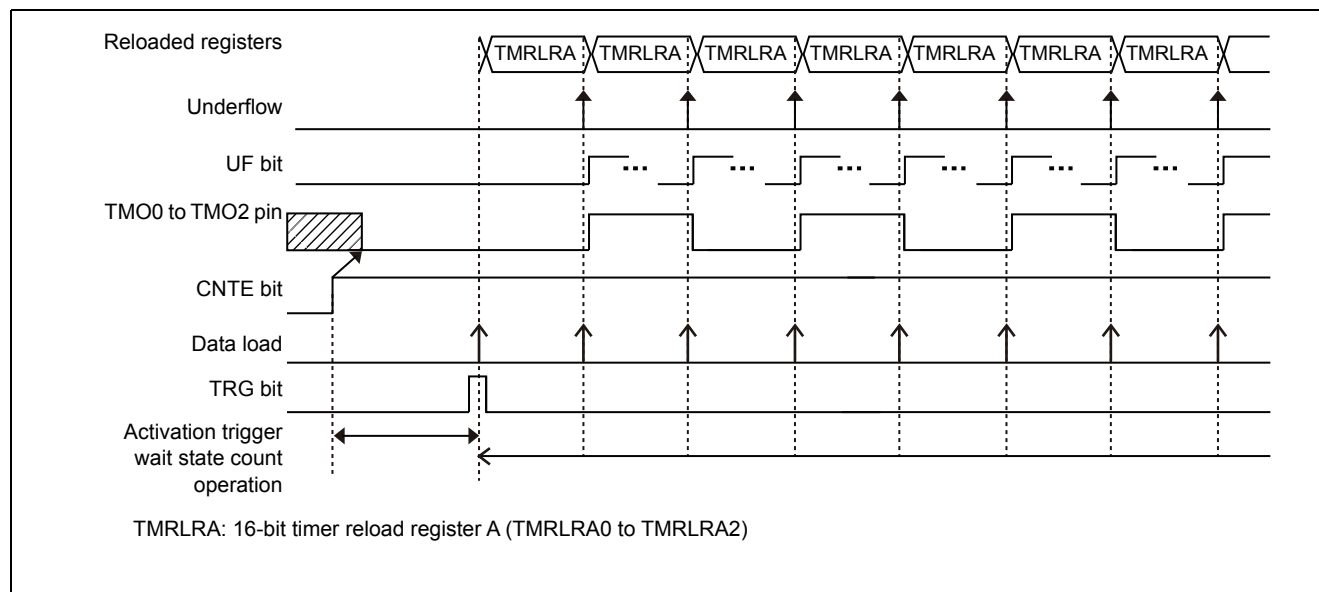 Reloaded registers
TMRLRA TMRLRA TMRLRA TMRLRA TMRLRA TMRLRA TMRLRA
Underflow
UF bit
TMO0 to TMO2 pin
CNTE bit
Data load
TRG bit
Activation trigger
wait state count
operation
TMRLRA: 16-bit timer reload register A (TMRLRA0 to TMRLRA2)